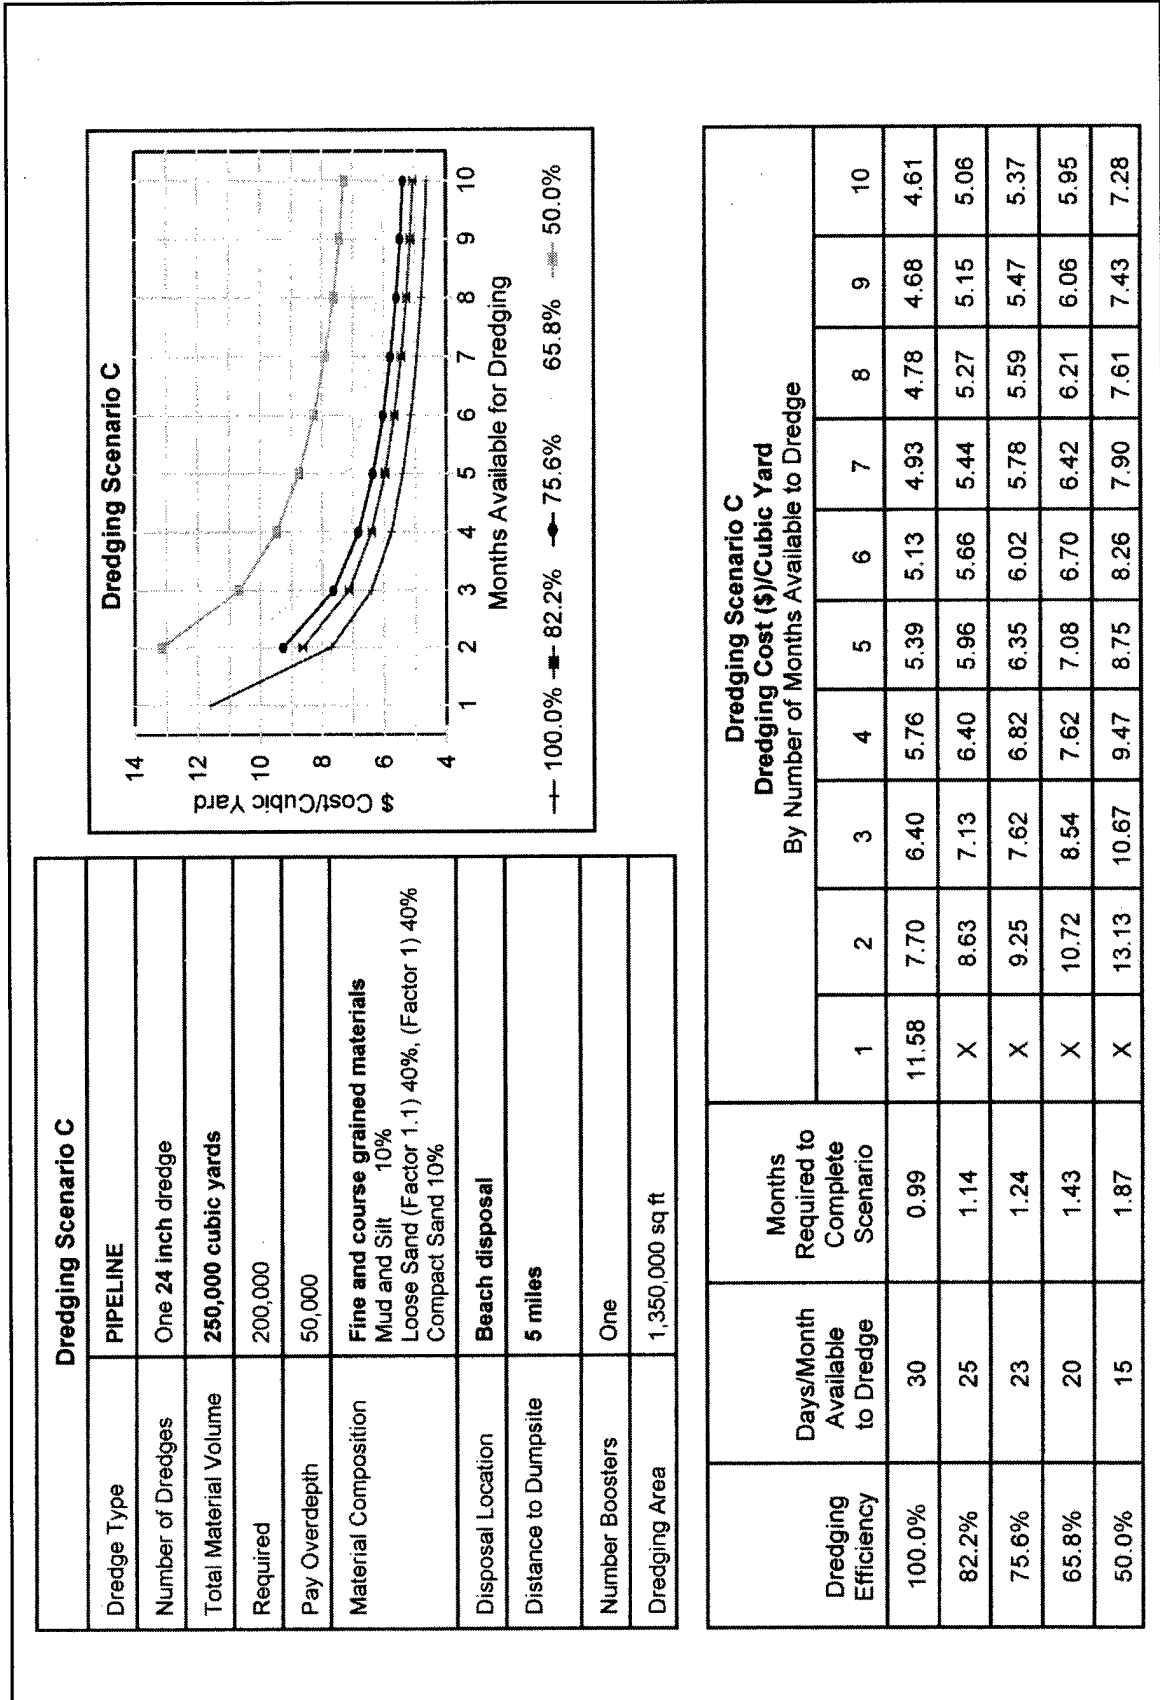 Dredging Scenario C
Dredge Type PIPELINE
Number of Dredges One 24 inch dredge
Total Material Volume 250,000 cubic yards
Required 200,000
Pay Overdepth 50,000
Material Composition Fine and course grained materials
Mud and Silt 10%
Loose Sand (Factor 1.1) 40%, (Factor 1) 40%
Compact Sand 10%
Disposal Location Beach disposal
Distance to Dumpsite 5 miles
Number Boosters One
Dredging Area 1,350,000 sq ft
Dredging Scenario C
$ Cost/Cubic Yard
14
12
10
8
6
4
1 2 3 4 5 6 7 8 9 10
Months Available for Dredging
100.0% 82.2% 75.6% 65.8% 50.0%
Dredging Scenario C
Dredging Cost ($)/Cubic Yard
By Number of Months Available to Dredge
Dredging Efficiency
Days/Month Available to Dredge
Months Required to Complete Scenario
1 2 3 4 5 6 7 8 9 10
100.0% 30 0.99 11.58 7.70 6.40 5.76 5.39 5.13 4.93 4.78 4.68 4.61
82.2% 25 1.14 X 8.63 7.13 6.40 5.96 5.66 5.44 5.27 5.15 5.06
75.6% 23 1.24 X 9.25 7.62 6.82 6.35 6.02 5.78 5.59 5.47 5.37
65.8% 20 1.43 X 10.72 8.54 7.62 7.08 6.70 6.42 6.21 6.06 5.95
50.0% 15 1.87 X 13.13 10.67 9.47 8.75 8.26 7.90 7.61 7.43 7.28